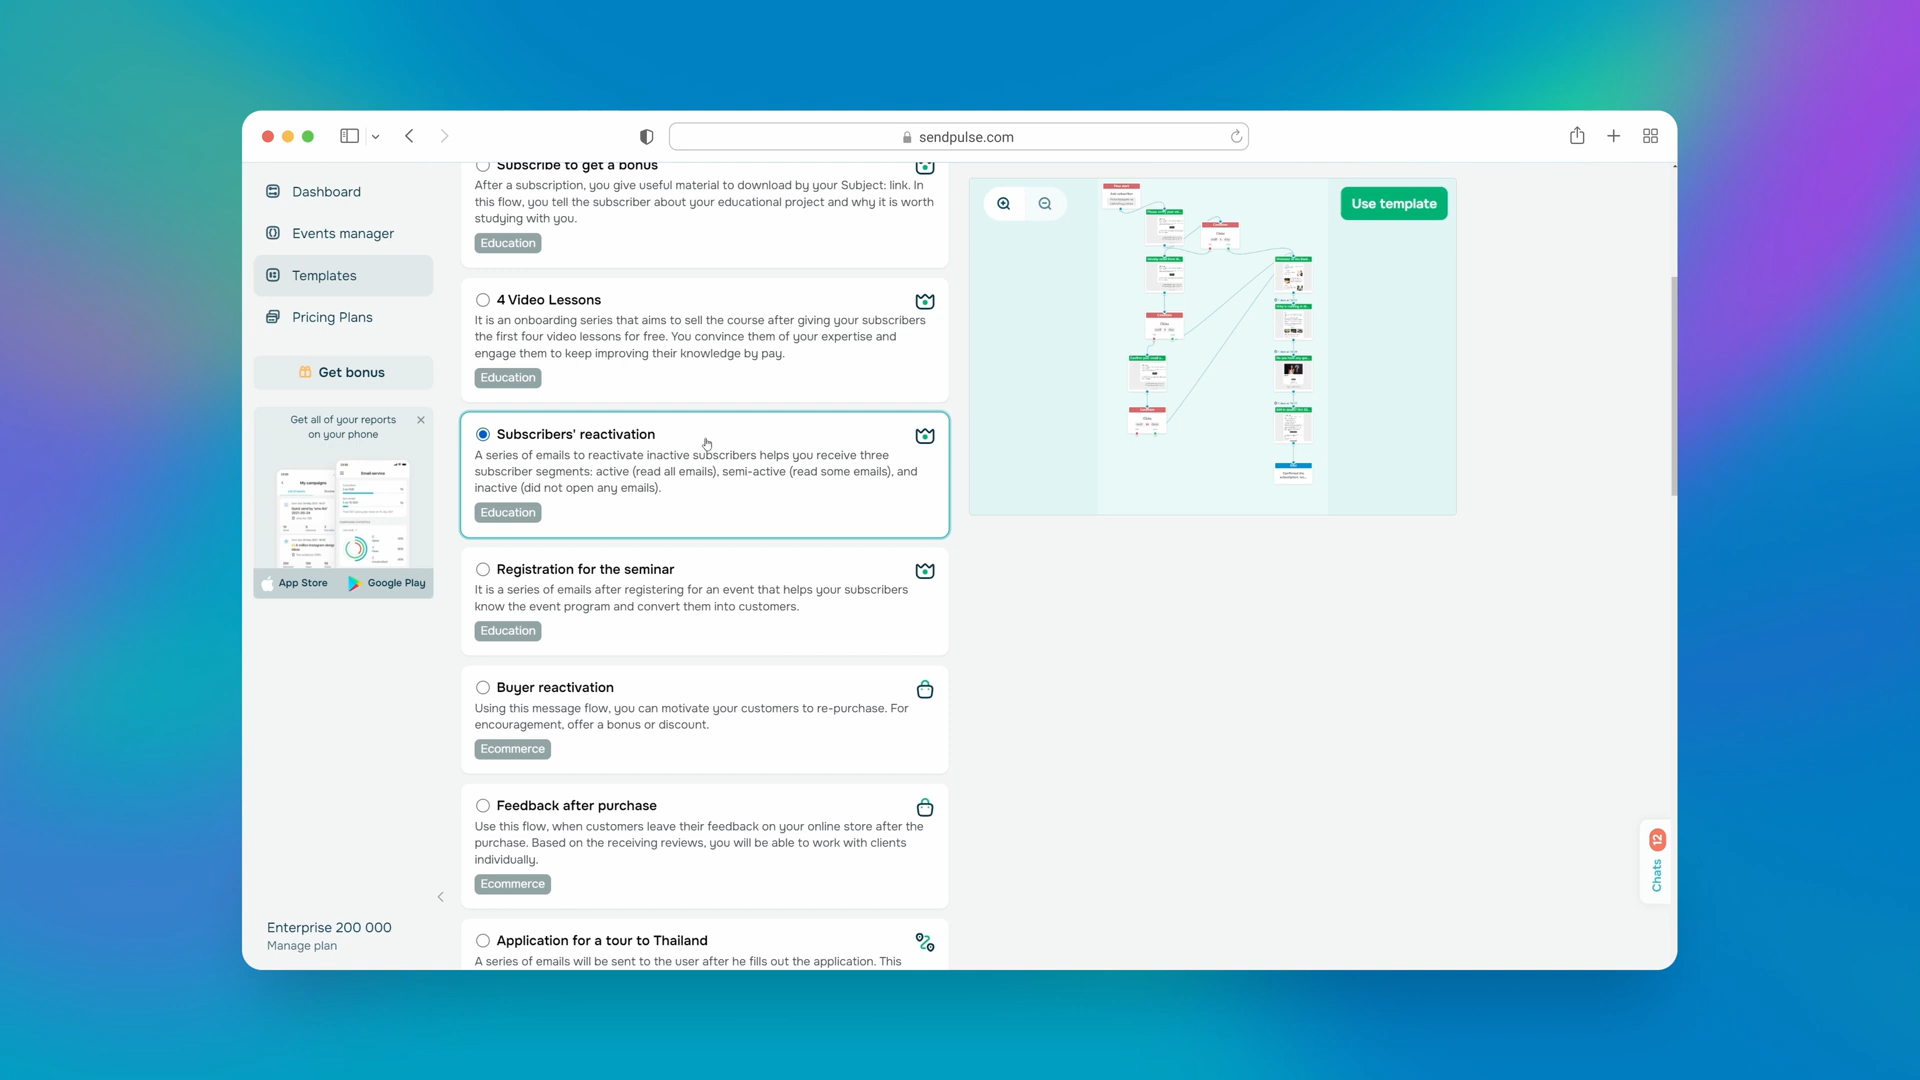 sendpulse.com
Dashboard
Events manager
Templates
Pricing Plans
Get bonus
Get all of your reports
on your phone
My campaigns
Email service
App Store
Google Play
Enterprise 200 000
Manage plan
Subscribe to get a bonus
After a subscription, you give useful material to download by your Subject: link. In
this flow, you tell the subscriber about your educational project and why it is worth
studying with you.
Education
4 Video Lessons
It is an onboarding series that aims to sell the course after giving your subscribers
the first four video lessons for free. You convince them of your expertise and
engage them to keep improving their knowledge by pay.
Education
Subscribers' reactivation
A series of emails to reactivate inactive subscribers helps you receive three
subscriber segments: active (read all emails), semi-active (read some emails), and
inactive (did not open any emails).
Education
Registration for the seminar
It is a series of emails after registering for an event that helps your subscribers
know the event program and convert them into customers.
Education
Buyer reactivation
Using this message flow, you can motivate your customers to re-purchase. For
encouragement, offer a bonus or discount.
Ecommerce
Feedback after purchase
Use this flow, when customers leave their feedback on your online store after the
purchase. Based on the receiving reviews, you will be able to work with clients
individually.
Ecommerce
Application for a tour to Thailand
A series of emails will be sent to the user after he fills out the application. This
Use template
Chats
12